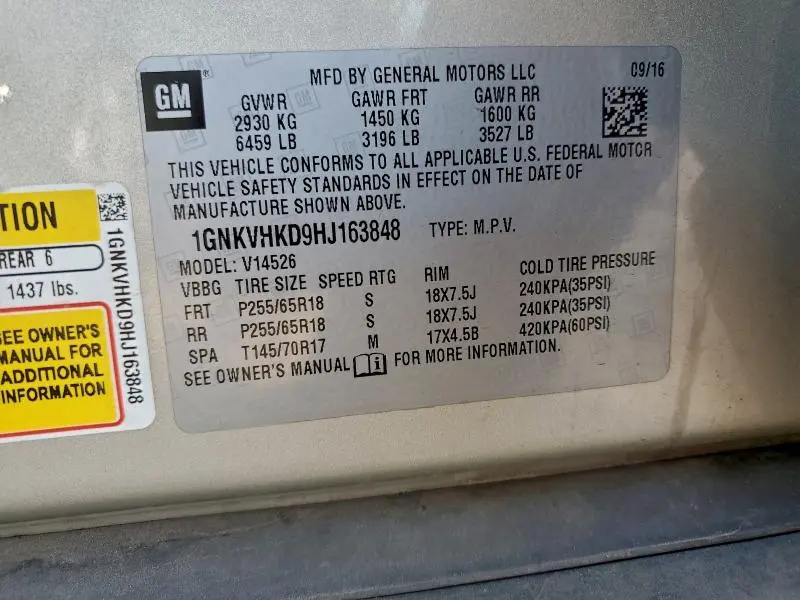 GM
MFD BY GENERAL MOTORS LLC
09/16
GVWR GAWR FRT GAWR RR
2930 KG 1450 KG 1600 KG
6459 LB 3196 LB 3527 LB
THIS VEHICLE CONFORMS TO ALL APPLICABLE U.S. FEDERAL MOTOR
VEHICLE SAFETY STANDARDS IN EFFECT ON THE DATE OF
MANUFACTURE SHOWN ABOVE.
1GNKVHKD9HJ163848 TYPE: M.P.V.
MODEL: V14526
VBBG TIRE SIZE SPEED RTG RIM COLD TIRE PRESSURE
FRT P255/65R18 S 18X7.5J 240KPA(35PSI)
RR P255/65R18 S 18X7.5J 240KPA(35PSI)
SPA T145/70R17 M 17X4.5B 420KPA(60PSI)
SEE OWNER'S MANUAL FOR MORE INFORMATION.
TION
REAR 6
1437 lbs.
SEE OWNER'S
MANUAL FOR
ADDITIONAL
INFORMATION
1GNKVHKD9HJ163848